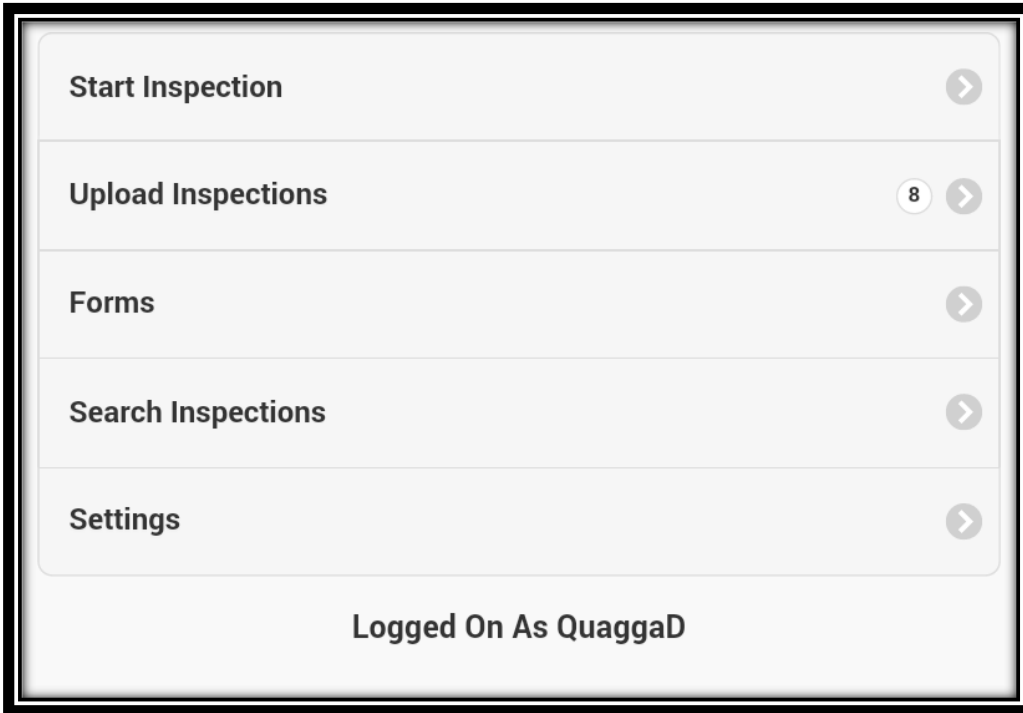 Start Inspection
Upload Inspections 8
Forms
Search Inspections
Settings
Logged On As QuaggaD